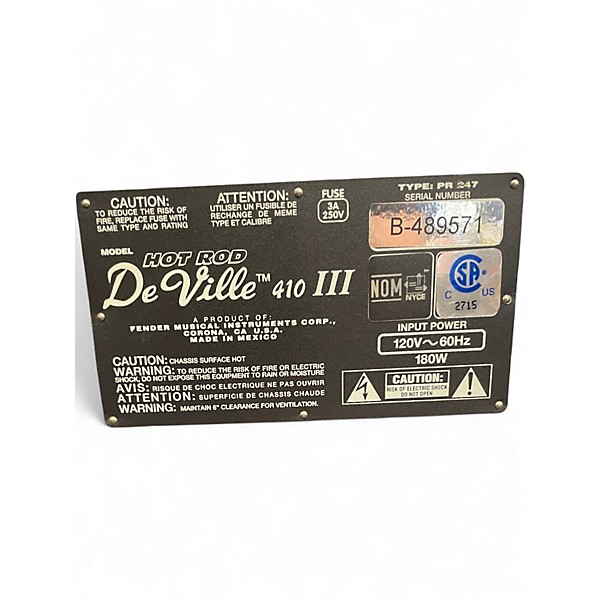 CAUTION:
TO REDUCE THE RISK OF
FIRE, REPLACE FUSE WITH
SAME TYPE AND RATING
ATTENTION:
UTILISER UN FUSIBLE DE
RECHANGE DE MEME
TYPE ET CALIBRE
FUSE
3A
250V
TYPE: PR 247
SERIAL NUMBER
B-489571
MODEL
HOT ROD
DeVille™ 410 III
A PRODUCT OF:
FENDER MUSICAL INSTRUMENTS CORP.,
CORONA, CA U.S.A.
MADE IN MEXICO
NOM
NYCE
SA
C US
2715
INPUT POWER
120V~60Hz
180W
CAUTION: CHASSIS SURFACE HOT
WARNING: TO REDUCE THE RISK OF FIRE OR ELECTRIC
SHOCK, DO NOT EXPOSE THIS EQUIPMENT TO RAIN OR MOISTURE
AVIS: RISQUE DE CHOC ELECTRIQUE NE PAS OUVRIR
ATTENTION: SUPERFICIE DE CHASSIS CHAUDE
WARNING: MAINTAIN 6" CLEARANCE FOR VENTILATION.
CAUTION:
RISK OF ELECTRIC SHOCK
DO NOT OPEN